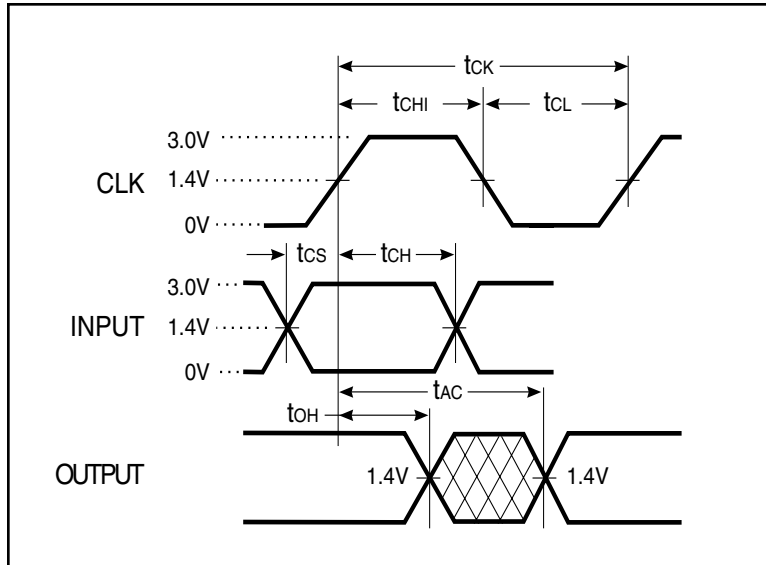 tCK
tCHI tCL
3.0V
CLK 1.4V
0V
tCS tCH
3.0V
INPUT 1.4V
0V
tAC
tOH
OUTPUT 1.4V 1.4V